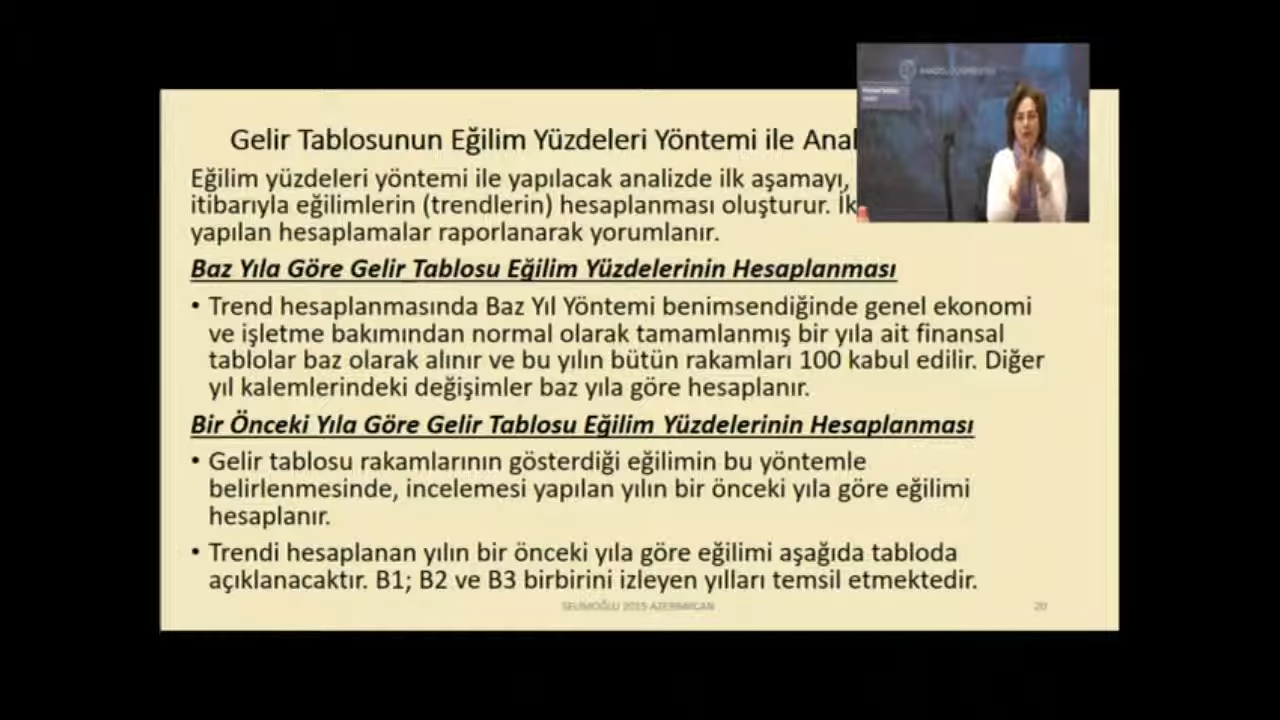 Gelir Tablosunun Eğilim Yüzdeleri Yöntemi ile
Eğilim yüzdeleri yöntemi ile yapılacak analizde ilk aşamayı,
itibarıyla eğilimlerin (trendlerin) hesaplanması oluşturur.
yapılan hesaplamalar raporlanarak yorumlanır.
Baz Yıla Göre Gelir Tablosu Eğilim Yüzdelerinin Hesaplanması
• Trend hesaplanmasında Baz Yıl Yöntemi benimsendiğinde genel ekonomi
ve işletme bakımından normal olarak tamamlanmış bir yıla ait finansal
tablolar baz olarak alınır ve bu yılın bütün rakamları 100 kabul edilir. Diğer
yıl kalemlerindeki değişimler baz yıla göre hesaplanır.
Bir Önceki Yıla Göre Gelir Tablosu Eğilim Yüzdelerinin Hesaplanması
• Gelir tablosu rakamlarının gösterdiği eğilimin bu yöntemle
belirlenmesinde, incelemesi yapılan yılın bir önceki yıla göre eğilimi
hesaplanır.
• Trendi hesaplanan yılın bir önceki yıla göre eğilimi aşağıda tabloda
açıklanacaktır. B1; B2 ve B3 birbirini izleyen yılları temsil etmektedir.
SELİMOĞLU 2015 AZERBAYCAN
20